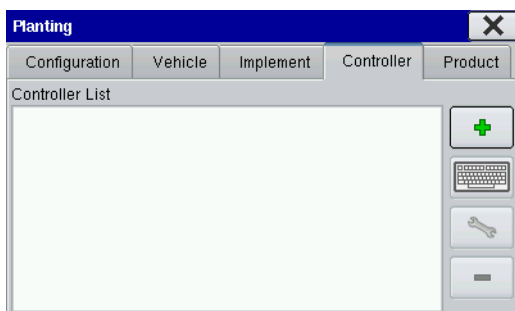 Planting
Configuration Vehicle Implement Controller Product
Controller List